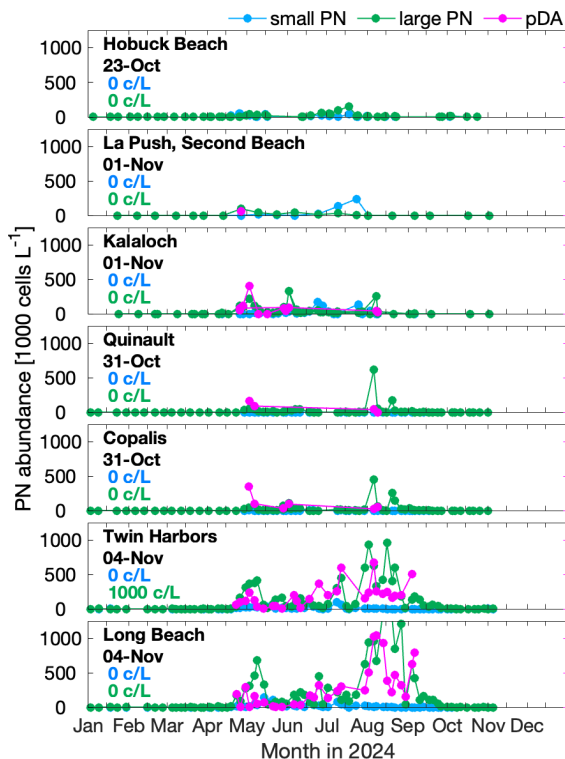 small PN large PN pDA
PN abundance [1000 cells L-1]
1000
500
0
Hobuck Beach
23-Oct
0 c/L
0 c/L
1000
500
0
La Push, Second Beach
01-Nov
0 c/L
0 c/L
1000
500
0
Kalaloch
01-Nov
0 c/L
0 c/L
1000
500
0
Quinault
31-Oct
0 c/L
0 c/L
1000
500
0
Copalis
31-Oct
0 c/L
0 c/L
1000
500
0
Twin Harbors
04-Nov
0 c/L
1000 c/L
1000
500
0
Long Beach
04-Nov
0 c/L
0 c/L
Jan Feb Mar Apr May Jun Jul Aug Sep Oct Nov Dec
Month in 2024